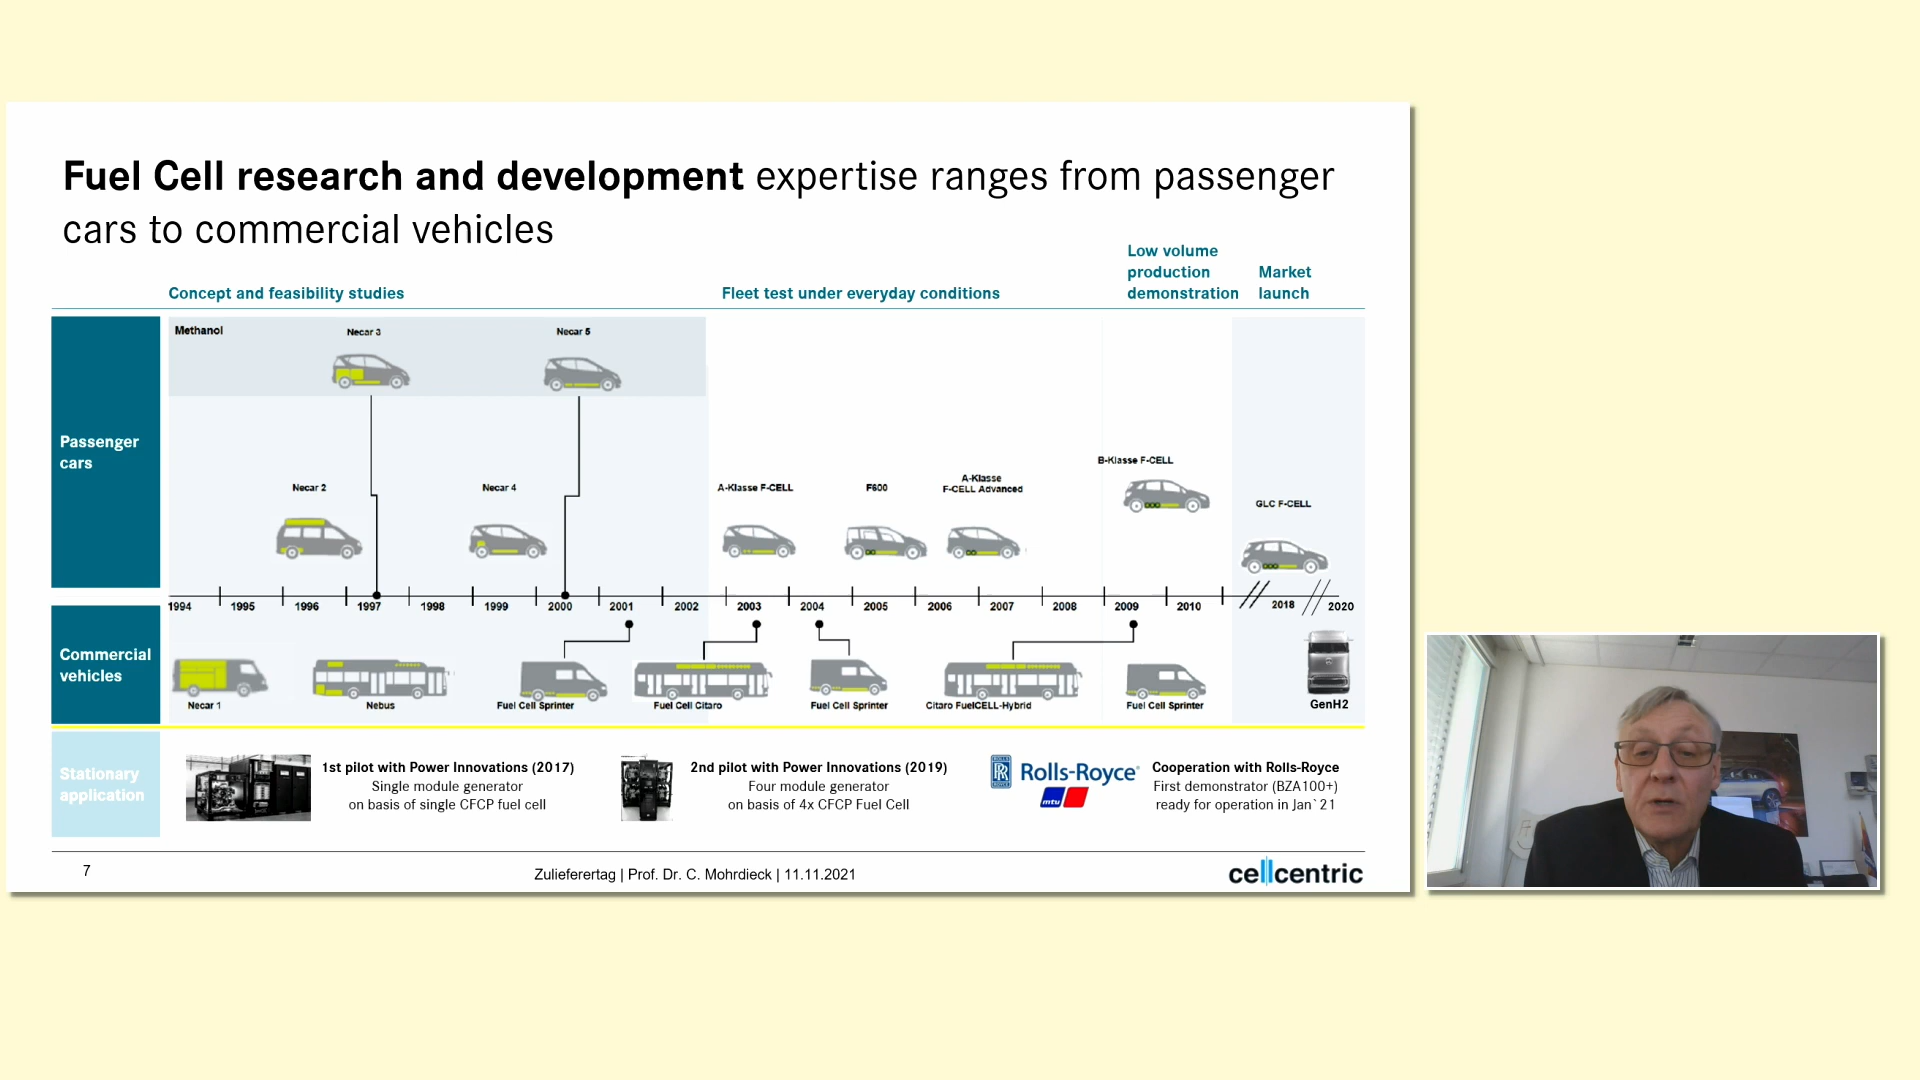 Fuel Cell research and development expertise ranges from passenger
cars to commercial vehicles
Concept and feasibility studies
Fleet test under everyday conditions
Low volume
production
demonstration
Market
launch
Passenger
cars
Methanol
Necar 3
Necar 5
Necar 2
Necar 4
A-Klasse F-CELL
F600
A-Klasse
F-CELL Advanced
B-Klasse F-CELL
GLC F-CELL
1994 1995 1996 1997 1998 1999 2000 2001 2002 2003 2004 2005 2006 2007 2008 2009 2010 2018 2020
Commercial
vehicles
Necar 1
Nebus
Fuel Cell Sprinter
Fuel Cell Citaro
Fuel Cell Sprinter
Citaro FuelCELL-Hybrid
Fuel Cell Sprinter
GenH2
Stationary
application
1st pilot with Power Innovations (2017)
Single module generator
on basis of single CFCP fuel cell
2nd pilot with Power Innovations (2019)
Four module generator
on basis of 4x CFCP Fuel Cell
Rolls-Royce
mtu
Cooperation with Rolls-Royce
First demonstrator (BZA100+)
ready for operation in Jan`21
7
Zulieferertag | Prof. Dr. C. Mohrdieck | 11.11.2021
cellcentric